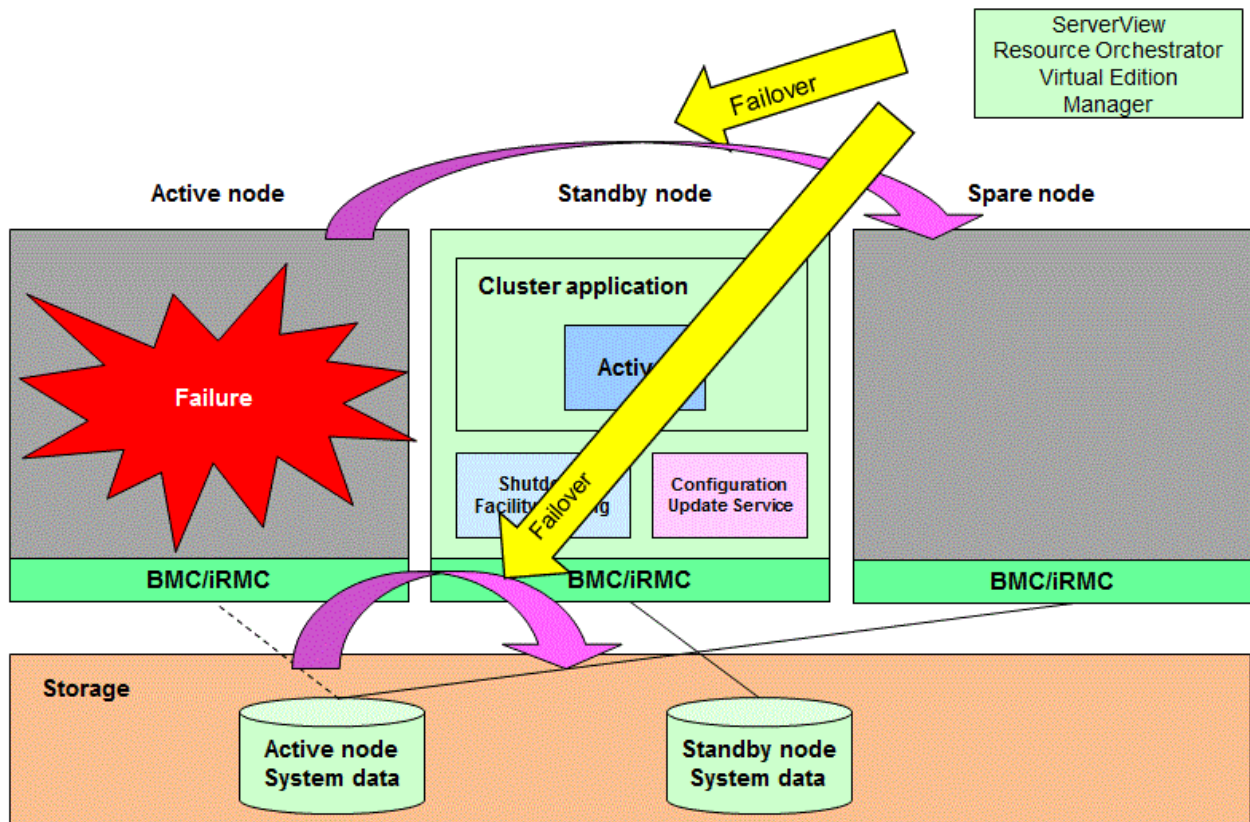 ServerView
Resource Orchestrator
Virtual Edition
Manager
Failover
Active node
Standby node
Spare node
Cluster application
Failure
Failover
Configuration
Update Service
BMC/iRMC
BMC/iRMC
BMC/iRMC
Storage
Active node
System data
Standby node
System data